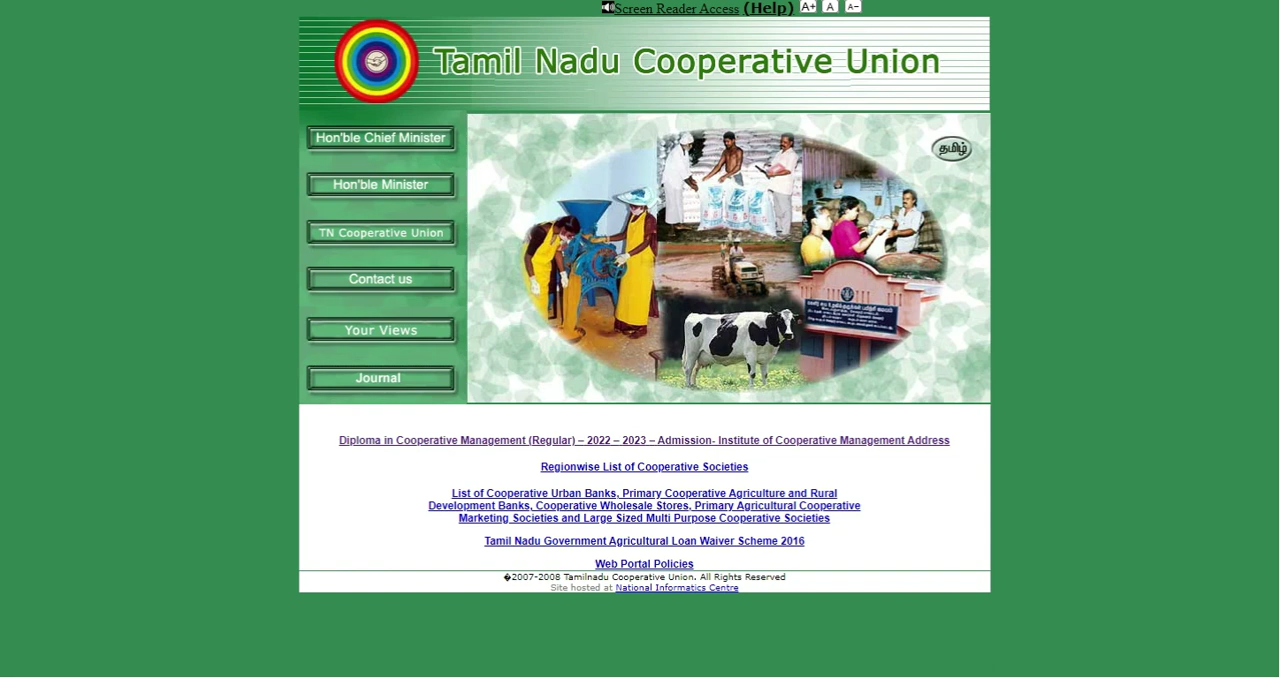 Screen Reader Access (Help) A+ A A-
Tamil Nadu Cooperative Union
Hon'ble Chief Minister
Hon'ble Minister
TN Cooperative Union
Contact us
Your Views
Journal
தமிழ்
Diploma in Cooperative Management (Regular) – 2022 – 2023 – Admission- Institute of Cooperative Management Address
Regionwise List of Cooperative Societies
List of Cooperative Urban Banks, Primary Cooperative Agriculture and Rural
Development Banks, Cooperative Wholesale Stores, Primary Agricultural Cooperative
Marketing Societies and Large Sized Multi Purpose Cooperative Societies
Tamil Nadu Government Agricultural Loan Waiver Scheme 2016
Web Portal Policies
�2007-2008 Tamilnadu Cooperative Union. All Rights Reserved
Site hosted at National Informatics Centre